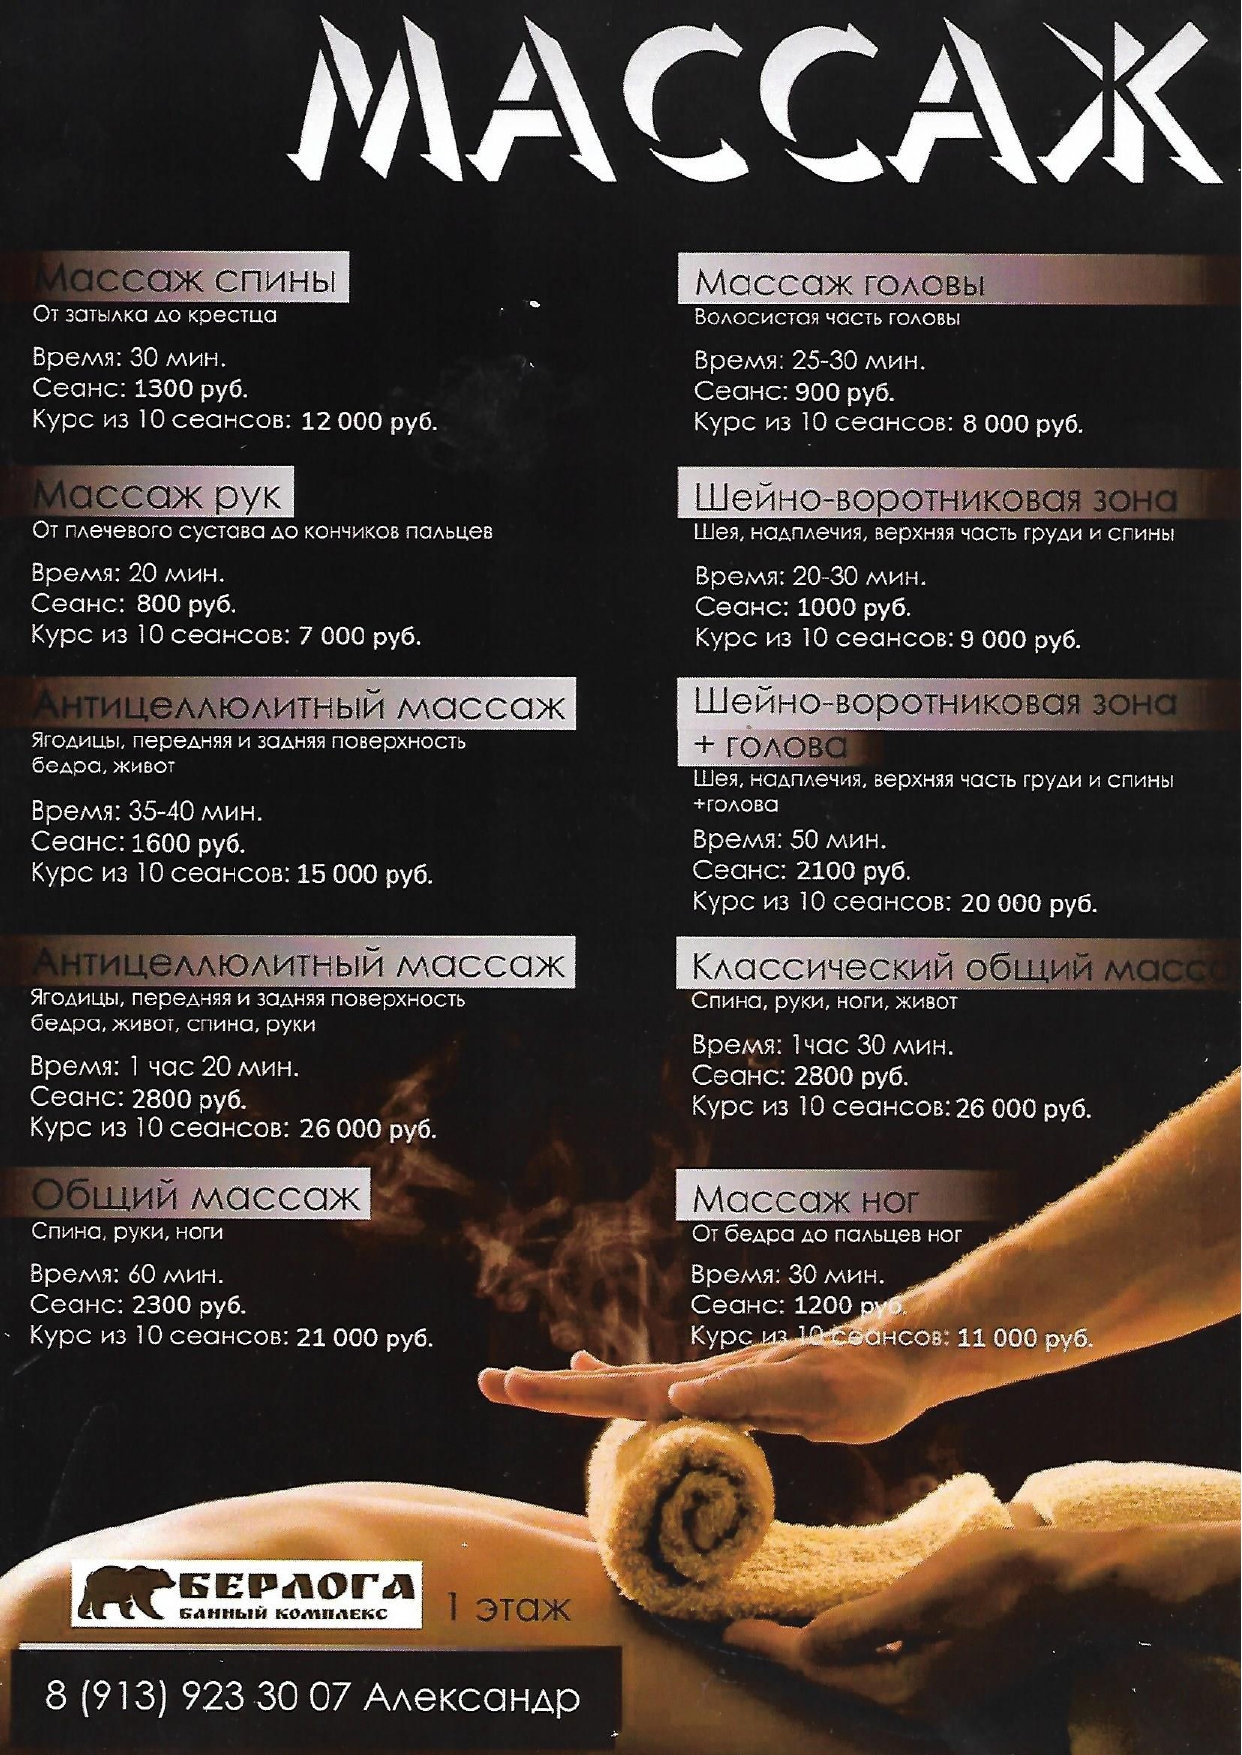 МАССАЖ
Массаж спины
От затылка до крестца
Время: 30 мин.
Сеанс: 1300 руб.
Курс из 10 сеансов: 12 000 руб.
Массаж рук
От плечевого сустава до кончиков пальцев
Время: 20 мин.
Сеанс: 800 руб.
Курс из 10 сеансов: 7 000 руб.
Антицеллюлитный массаж
Ягодицы, передняя и задняя поверхность
бедра, живот
Время: 35-40 мин.
Сеанс: 1600 руб.
Курс из 10 сеансов: 15 000 руб.
Антицеллюлитный массаж
Ягодицы, передняя и задняя поверхность
бедра, живот, спина, руки
Время: 1 час 20 мин.
Сеанс: 2800 руб.
Курс из 10 сеансов: 26 000 руб.
Общий массаж
Спина, руки, ноги
Время: 60 мин.
Сеанс: 2300 руб.
Курс из 10 сеансов: 21 000 руб.
Массаж головы
Волосистая часть головы
Время: 25-30 мин.
Сеанс: 900 руб.
Курс из 10 сеансов: 8 000 руб.
Шейно-воротниковая зона
Шея, надплечия, верхняя часть груди и спины
Время: 20-30 мин.
Сеанс: 1000 руб.
Курс из 10 сеансов: 9 000 руб.
Шейно-воротниковая зона
+ голова
Шея, надплечия, верхняя часть груди и спины
+голова
Время: 50 мин.
Сеанс: 2100 руб.
Курс из 10 сеансов: 20 000 руб.
Классический общий масса
Спина, руки, ноги, живот
Время: 1час 30 мин.
Сеанс: 2800 руб.
Курс из 10 сеансов: 26 000 руб.
Массаж ног
От бедра до пальцев ног
Время: 30 мин.
Сеанс: 1200 руб.
Курс из 10 сеансов: 11 000 руб.
БЕРЛОГА
БАННЫЙ КОМПЛЕКС
1 этаж
8 (913) 923 30 07 Александр